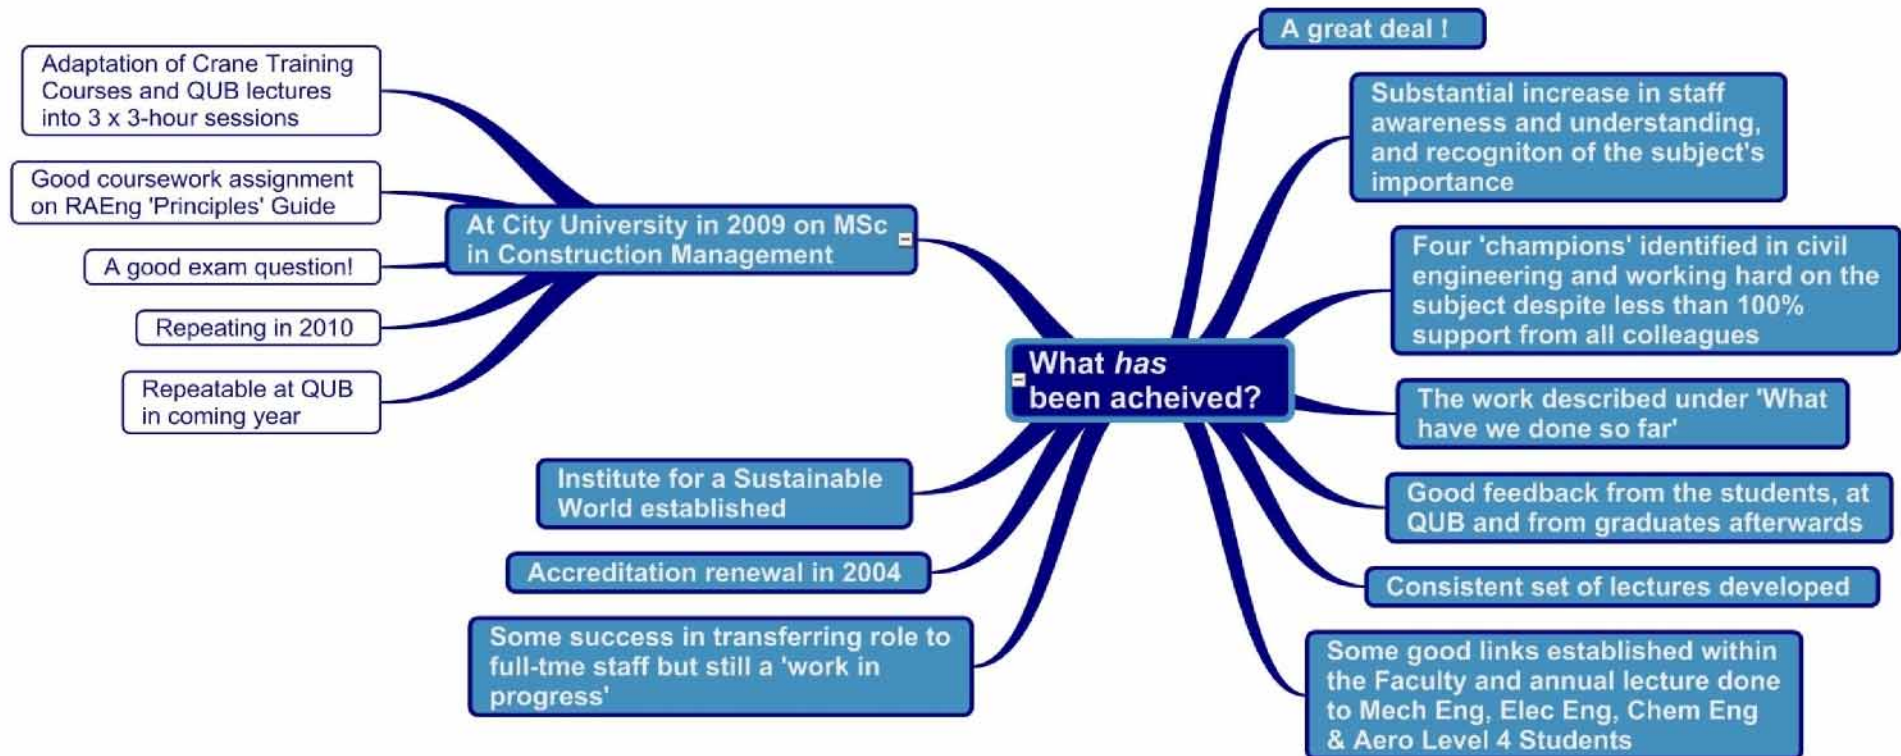 What has
been acheived?
A great deal !
Substantial increase in staff
awareness and understanding,
and recogniton of the subject's
importance
Four 'champions' identified in civil
engineering and working hard on the
subject despite less than 100%
support from all colleagues
The work described under 'What
have we done so far'
Good feedback from the students, at
QUB and from graduates afterwards
Consistent set of lectures developed
Some good links established within
the Faculty and annual lecture done
to Mech Eng, Elec Eng, Chem Eng
& Aero Level 4 Students
At City University in 2009 on MSc
in Construction Management
Adaptation of Crane Training
Courses and QUB lectures
into 3 x 3-hour sessions
Good coursework assignment
on RAEng 'Principles' Guide
A good exam question!
Repeating in 2010
Repeatable at QUB
in coming year
Institute for a Sustainable
World established
Accreditation renewal in 2004
Some success in transferring role to
full-tme staff but still a 'work in
progress'